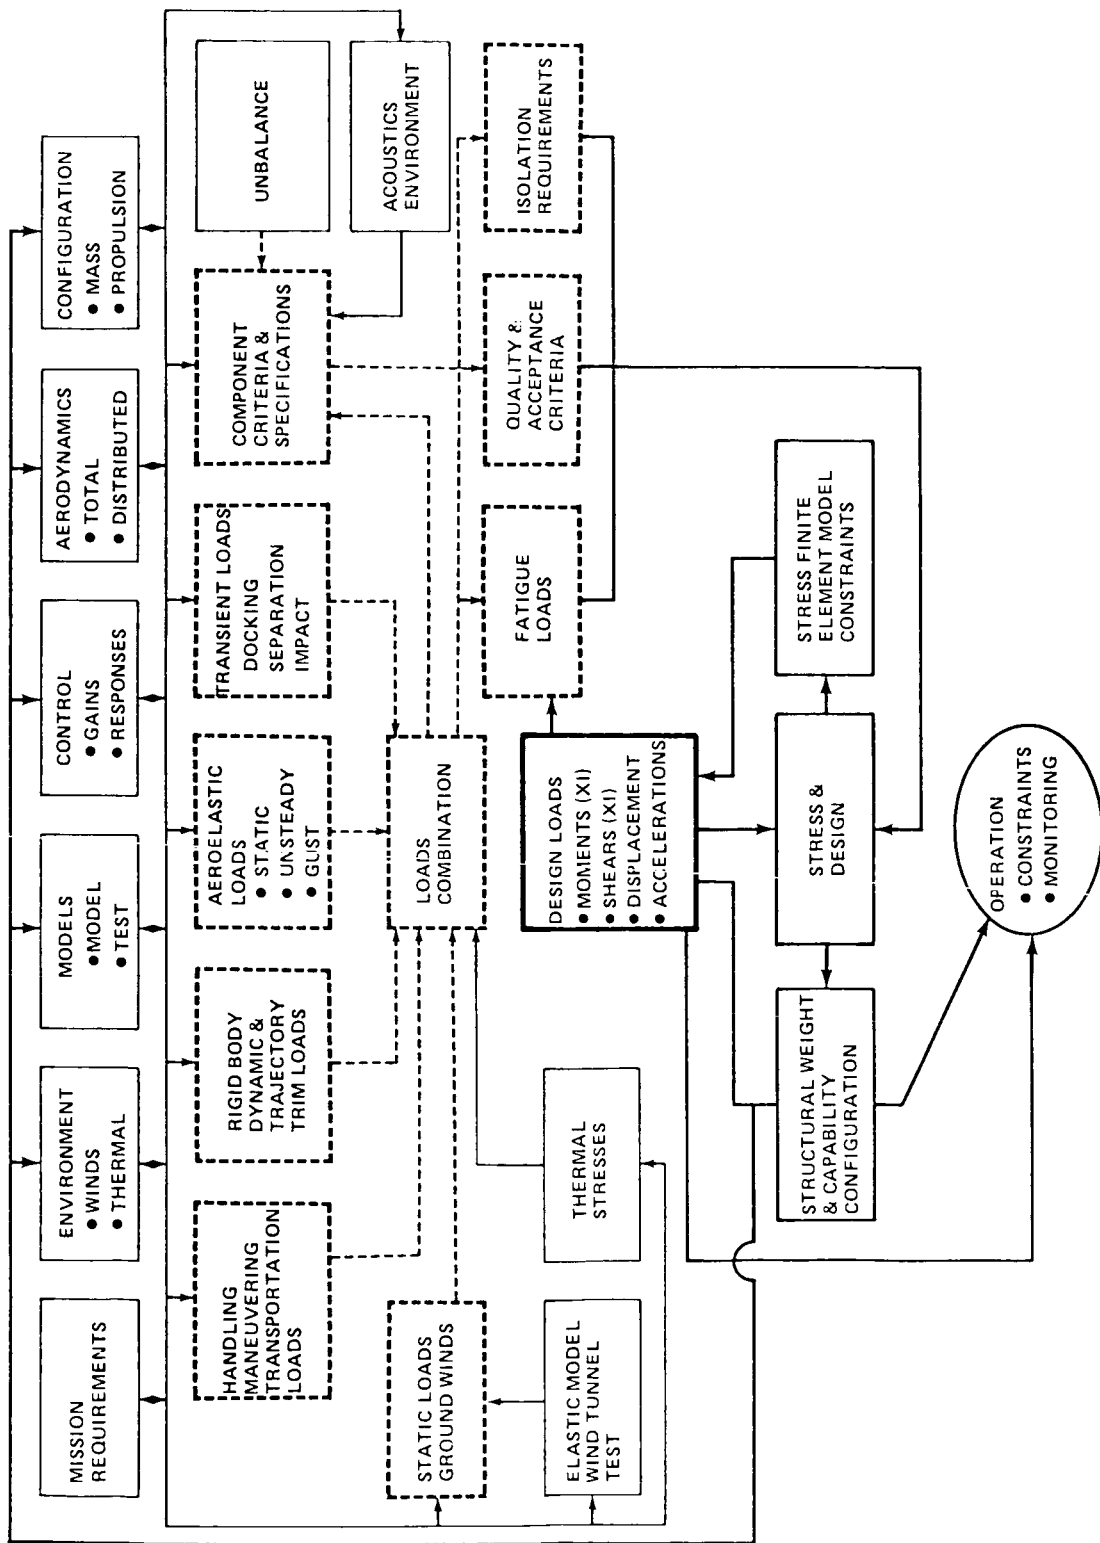 MISSION
REQUIREMENTS
ENVIRONMENT
● WINDS
● THERMAL
MODELS
●MODEL
● TEST
CONTROL
● GAINS
● RESPONSES
AERODYNAMICS
● TOTAL
● DISTRIBUTED
CONFIGURATION
● MASS
● PROPULSION
HANDLING
MANEUVERING
TRANSPORTATION
LOADS
RIGID BODY
DYNAMIC &
TRAJECTORY
TRIM LOADS
AEROELASTIC
LOADS
● STATIC
● UNSTEADY
● GUST
TRANSIENT LOADS
DOCKING
SEPARATION
IMPACT
COMPONENT
CRITERIA &
SPECIFICATIONS
UNBALANCE
ACOUSTICS
ENVIRONMENT
STATIC LOADS
GROUND WINDS
LOADS
COMBINATION
ELASTIC MODEL
WIND TUNNEL
TEST
THERMAL
STRESSES
FATIGUE
LOADS
QUALITY &
ACCEPTANCE
CRITERIA
ISOLATION
REQUIREMENTS
DESIGN LOADS
● MOMENTS (XI)
● SHEARS (XI)
● DISPLACEMENT
● ACCELERATIONS
STRUCTURAL WEIGHT
& CAPABILITY
CONFIGURATION
STRESS &
DESIGN
STRESS FINITE
ELEMENT MODEL
CONSTRAINTS
OPERATION
● CONSTRAINTS
● MONITORING